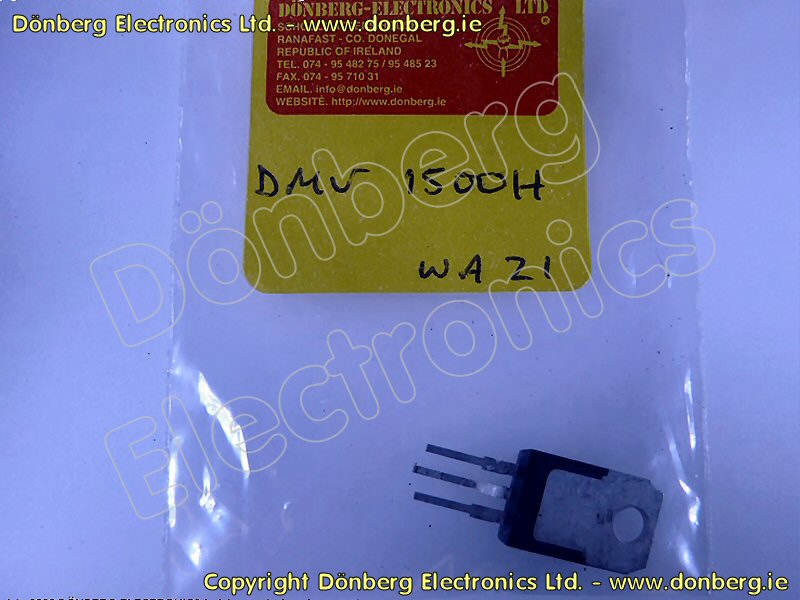 Dönberg Electronics Ltd. - www.donberg.ie
DÖNBERG-ELECTRONICS LTD
RANAFAST - CO. DONEGAL
REPUBLIC OF IRELAND
TEL. 074 - 95 482 75 / 95 485 23
FAX. 074 - 95 710 31
EMAIL. info@donberg.ie
WEBSITE. http://www.donberg.ie
DMV 1500H
WA 21
Dönberg
Electronics
Copyright Dönberg Electronics Ltd. - www.donberg.ie